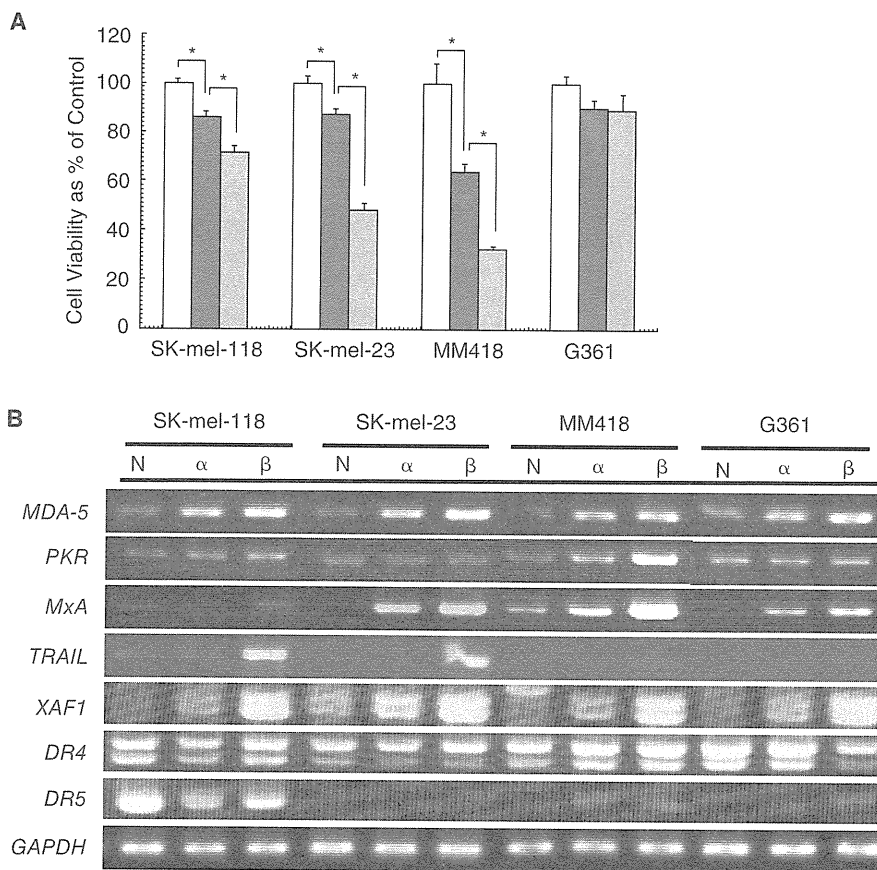 A
Cell Viability as % of Control
120
100
80
60
40
20
0
* * * * * *
SK-mel-118 SK-mel-23 MM418 G361
B
SK-mel-118 SK-mel-23 MM418 G361
N α β N α β N α β N α β
MDA-5
PKR
MxA
TRAIL
XAF1
DR4
DR5
GAPDH